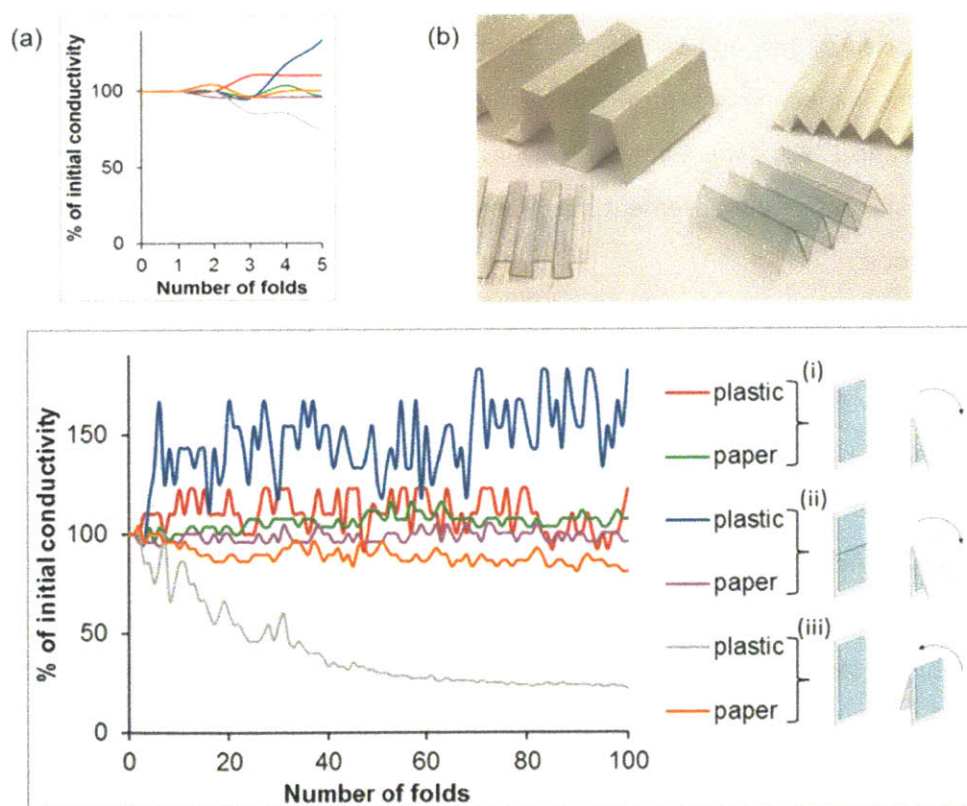 (a)
(b)
% of initial conductivity
100
50
0
0 1 2 3 4 5
Number of folds
% of initial conductivity
150
100
50
0
0 20 40 60 80 100
Number of folds
(i)
plastic
paper
(ii)
plastic
paper
(iii)
plastic
paper